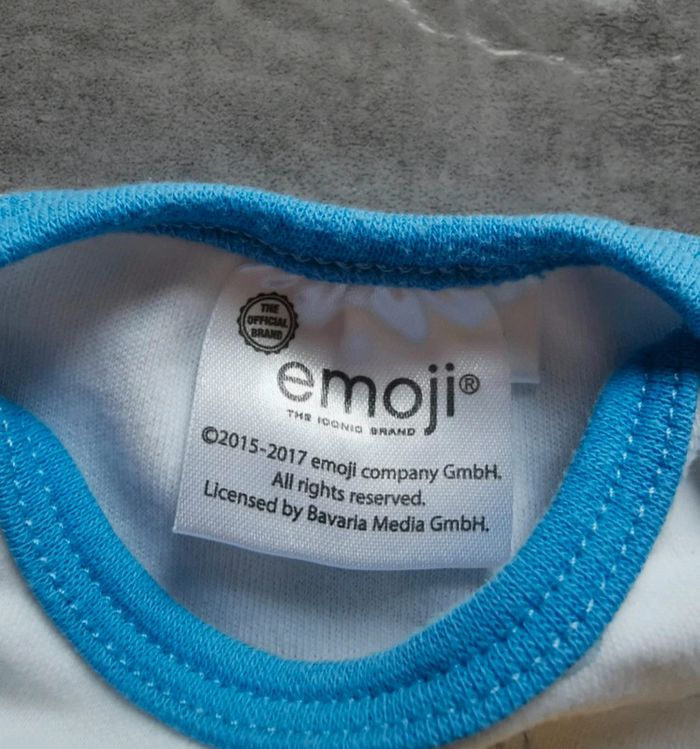 THE
OFFICIAL
BRAND
emoji®
THE ICONIC BRAND
©2015-2017 emoji company GmbH.
All rights reserved.
Licensed by Bavaria Media GmbH.